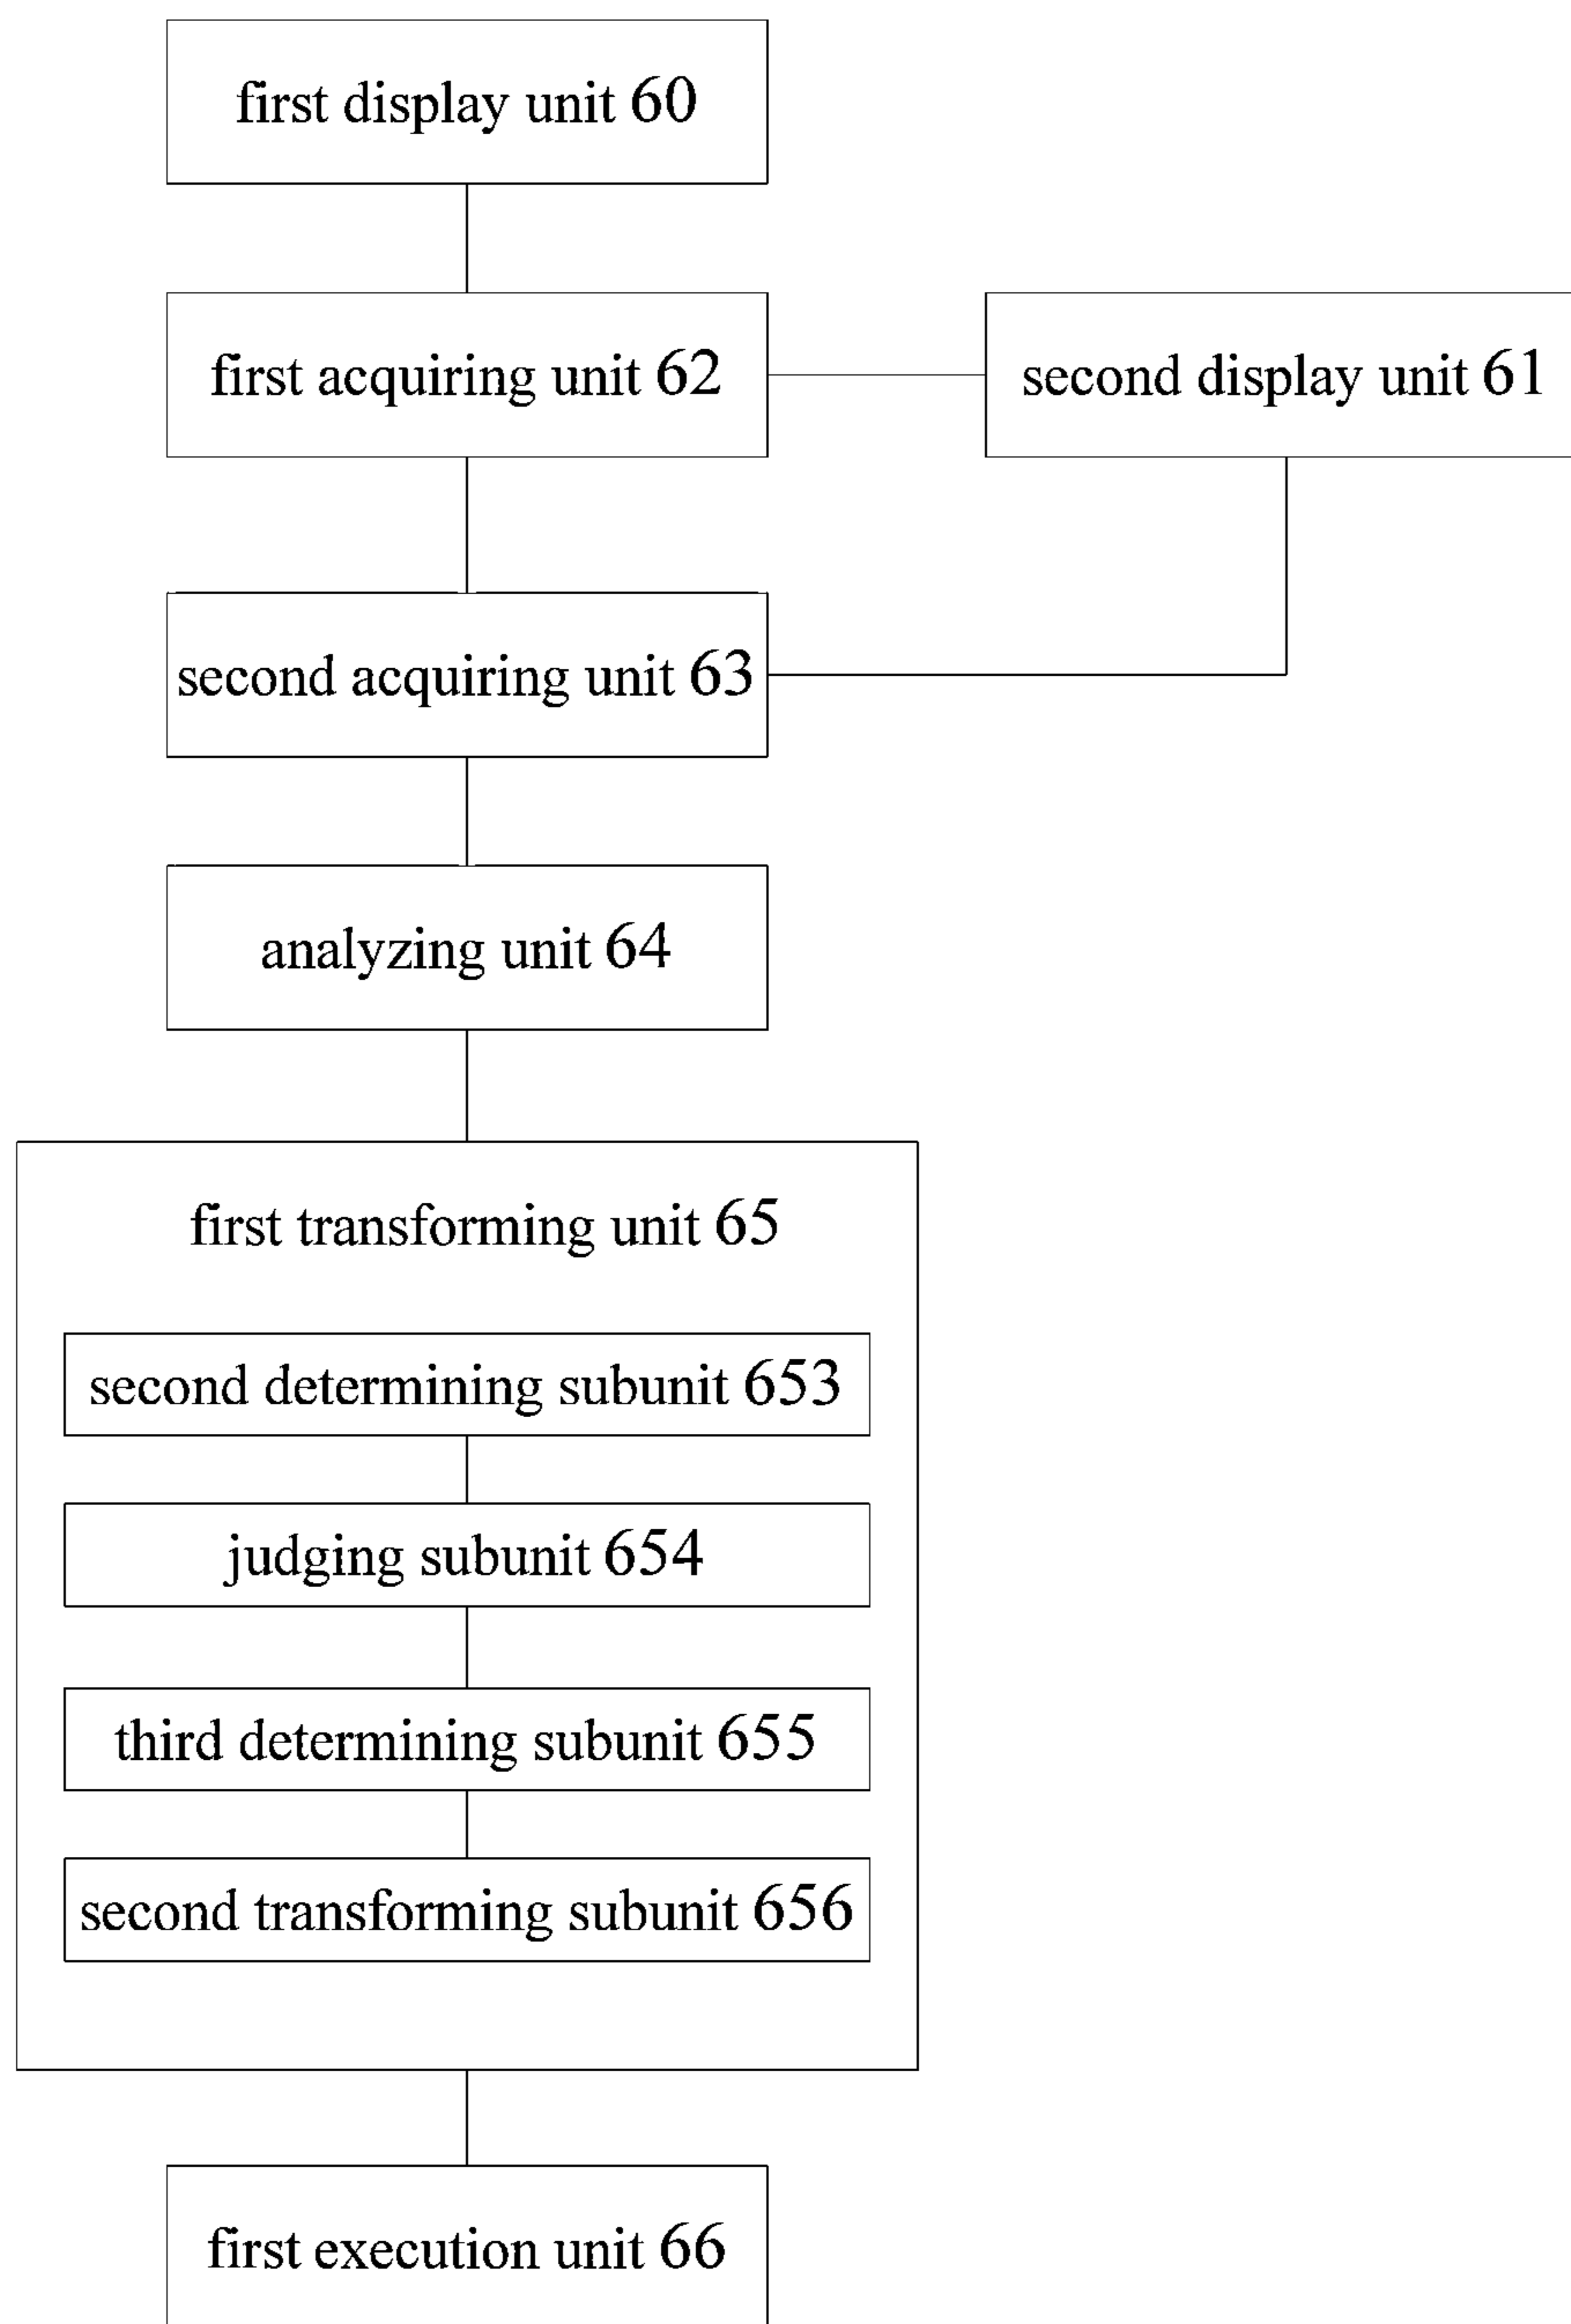 first display unit 60
first acquiring unit 62
second display unit 61
second acquiring unit 63
analyzing unit 64
first transforming unit 65
second determining subunit 653
judging subunit 654
third determining subunit 655
second transforming subunit 656
first execution unit 66